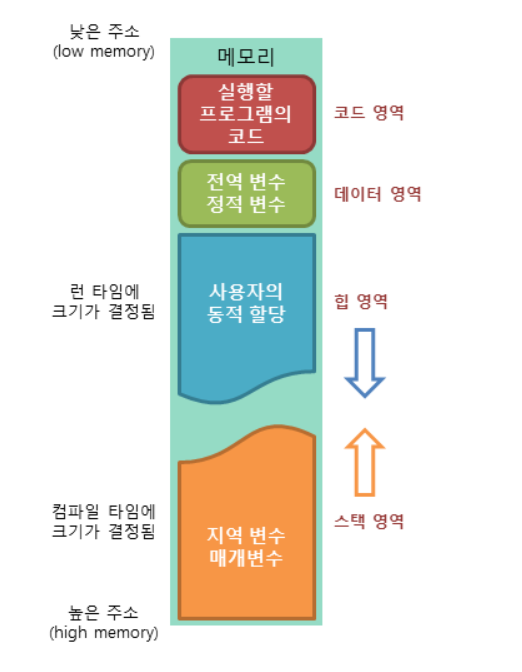 낮은 주소
(low memory)
메모리
실행할
프로그램의
코드
코드 영역
전역 변수
정적 변수
데이터 영역
런 타임에
크기가 결정됨
사용자의
동적 할당
힙 영역
컴파일 타임에
크기가 결정됨
지역 변수
매개변수
스택 영역
높은 주소
(high memory)